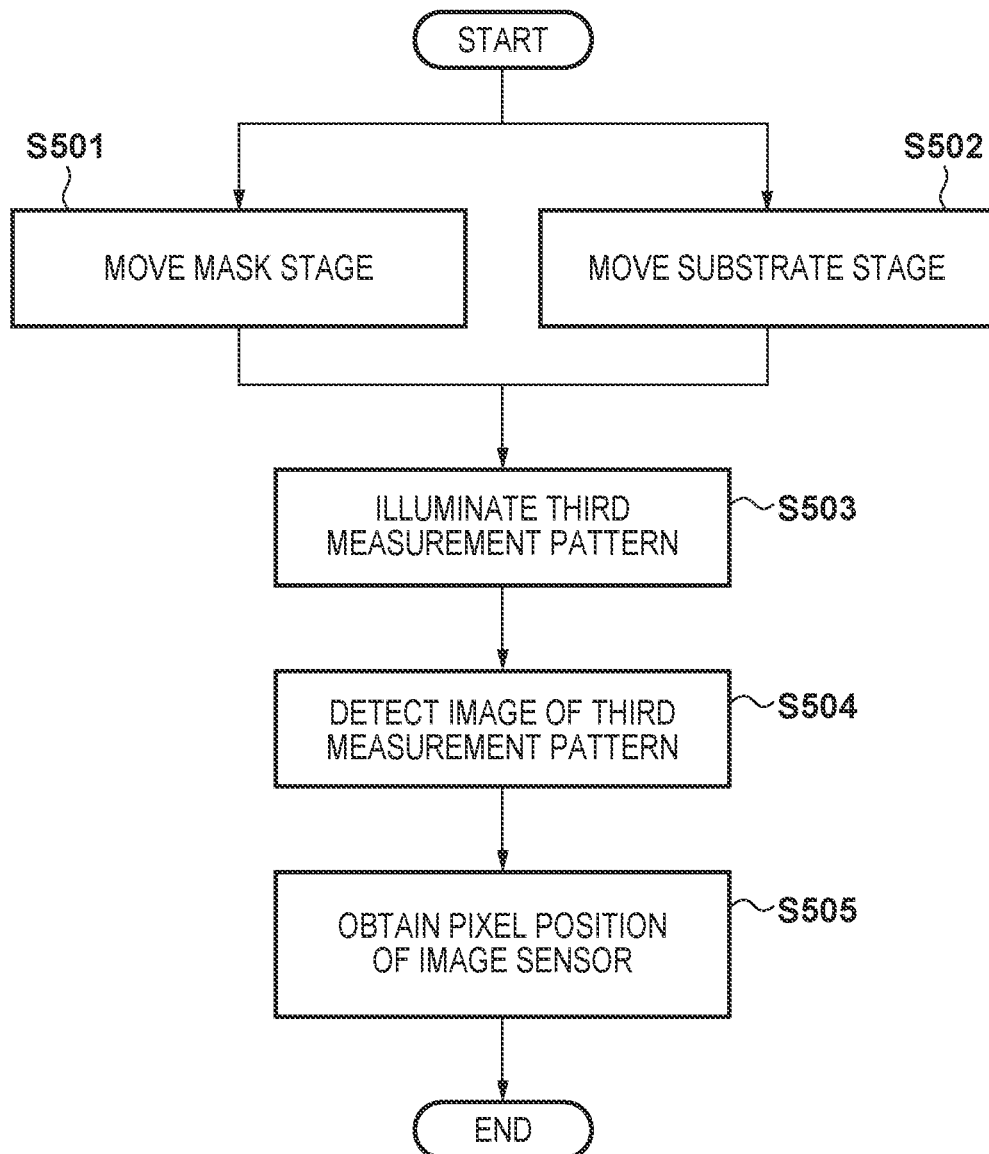 START
S501
S502
MOVE MASK STAGE
MOVE SUBSTRATE STAGE
ILLUMINATE THIRD
MEASUREMENT PATTERN
S503
DETECT IMAGE OF THIRD
MEASUREMENT PATTERN
S504
OBTAIN PIXEL POSITION
OF IMAGE SENSOR
S505
END